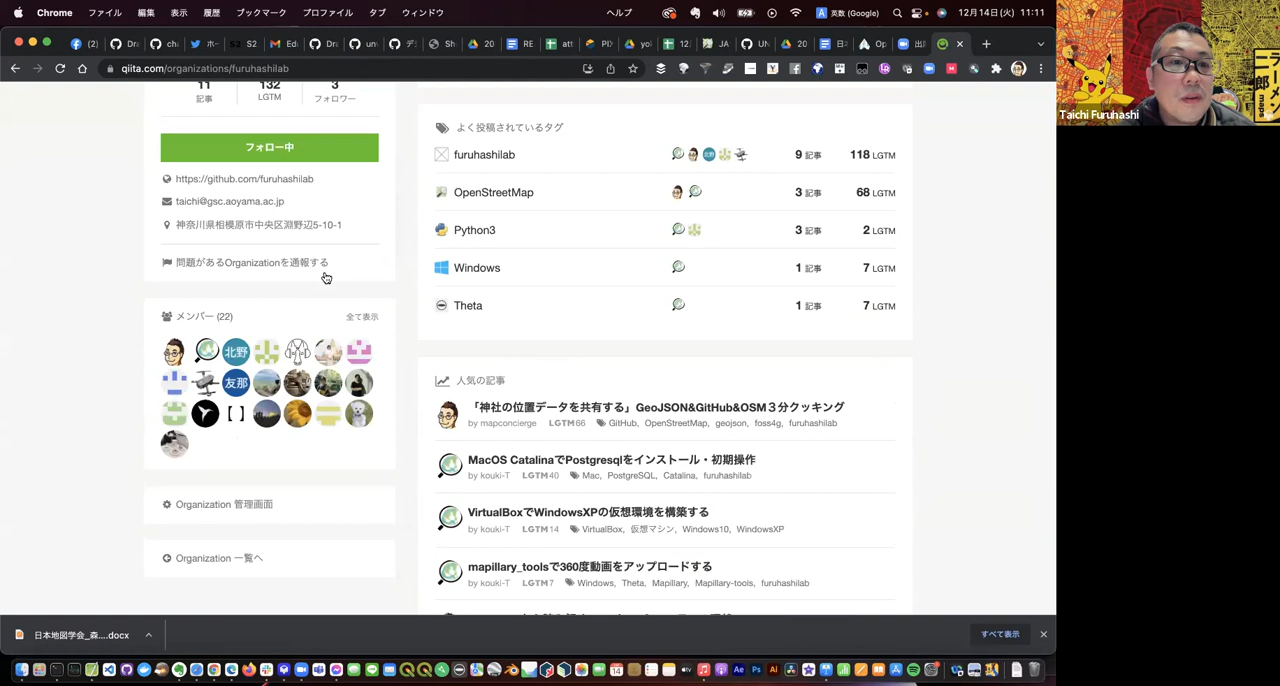 Chrome ファイル 編集 表示 履歴 ブックマーク プロファイル タブ ウィンドウ ヘルプ 英数 (Google) 12月14日(火) 11:11
qiita.com/organizations/furuhashilab
Taichi Furuhashi
11 132 3
記事 LGTM フォロワー
フォロー中
https://github.com/furuhashilab
taichi@gsc.aoyama.ac.jp
神奈川県相模原市中央区淵野辺5-10-1
問題があるOrganizationを通報する
メンバー (22) 全て表示
北野
友那
Organization 管理画面
Organization 一覧へ
よく投稿されているタグ
furuhashilab 9 記事 118 LGTM
OpenStreetMap 3 記事 68 LGTM
Python3 3 記事 2 LGTM
Windows 1 記事 7 LGTM
Theta 1 記事 7 LGTM
人気の記事
「神社の位置データを共有する」GeoJSON&GitHub&OSM３分クッキング
by mapconcierge LGTM66 GitHub, OpenStreetMap, geojson, foss4g, furuhashilab
MacOS CatalinaでPostgresqlをインストール・初期操作
by kouki-T LGTM40 Mac, PostgreSQL, Catalina, furuhashilab
VirtualBoxでWindowsXPの仮想環境を構築する
by kouki-T LGTM14 VirtualBox, 仮想マシン, Windows10, WindowsXP
mapillary_toolsで360度動画をアップロードする
by kouki-T LGTM7 Windows, Theta, Mapillary, Mapillary-tools, furuhashilab
日本地図学会_森....docx すべて表示